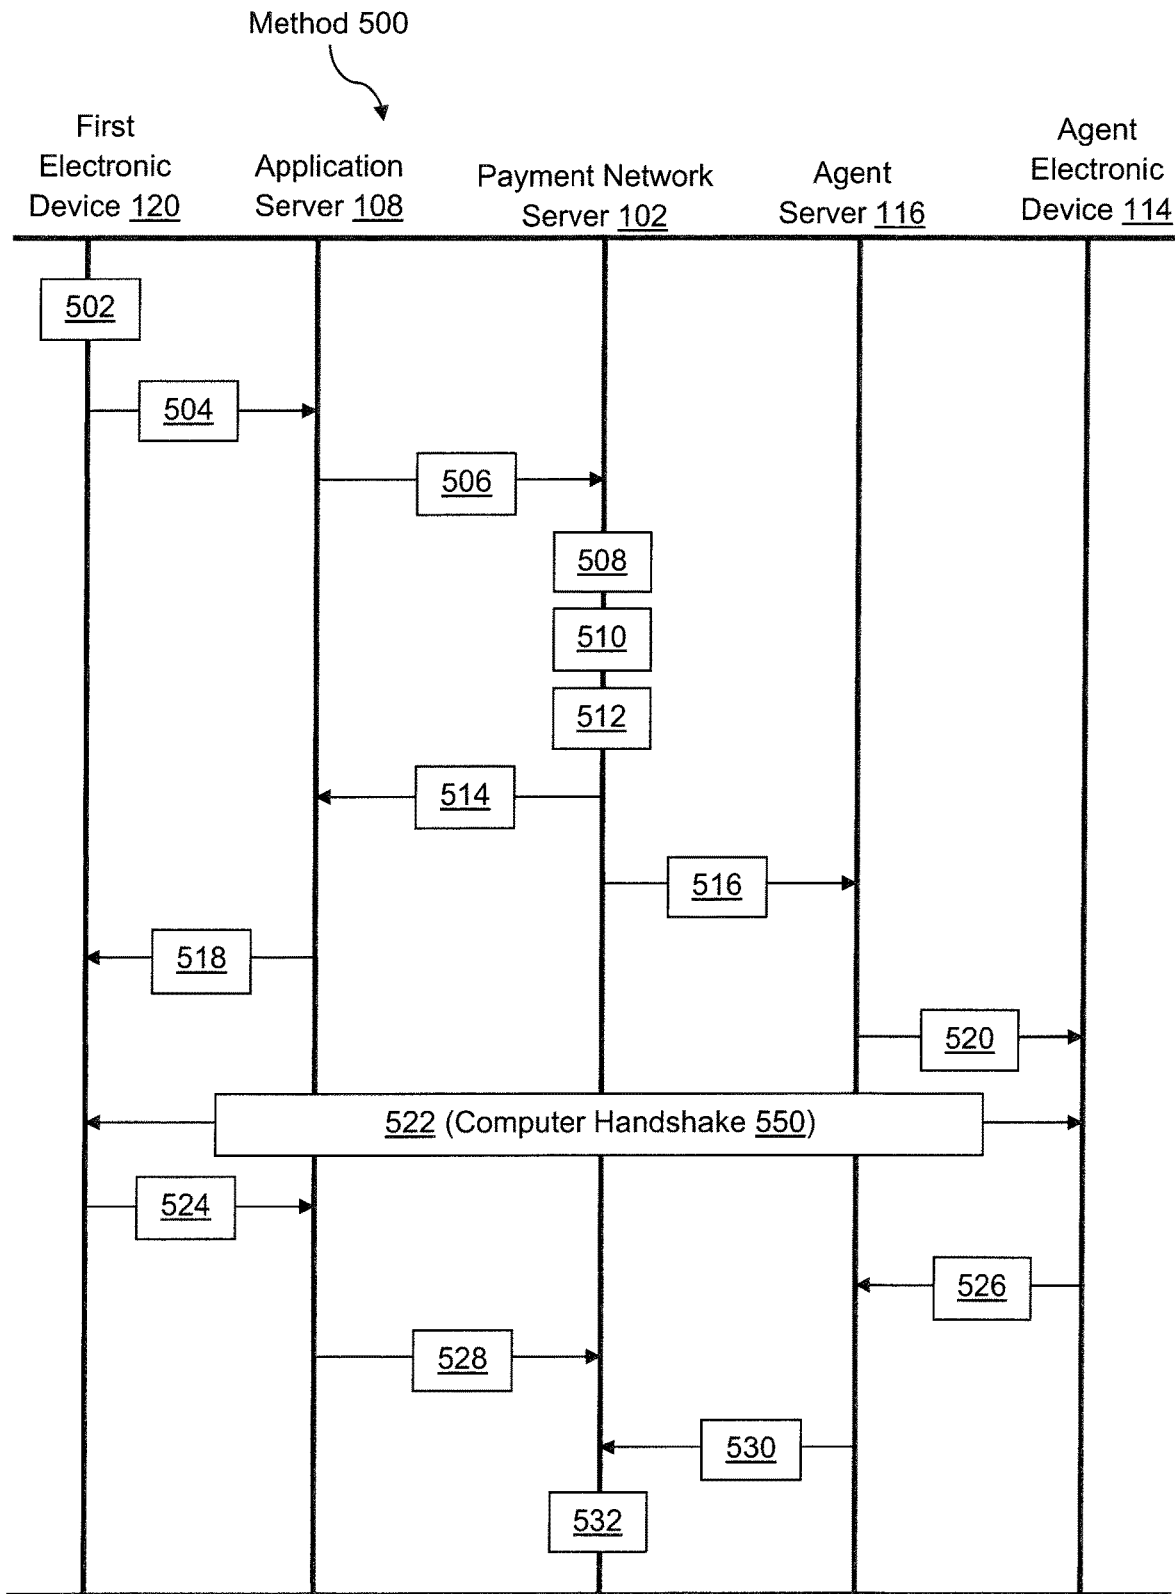 Method 500
First
Electronic
Device 120
Application
Server 108
Payment Network
Server 102
Agent
Server 116
Agent
Electronic
Device 114
502
504
506
508
510
512
514
516
518
520
522 (Computer Handshake 550)
524
526
528
530
532